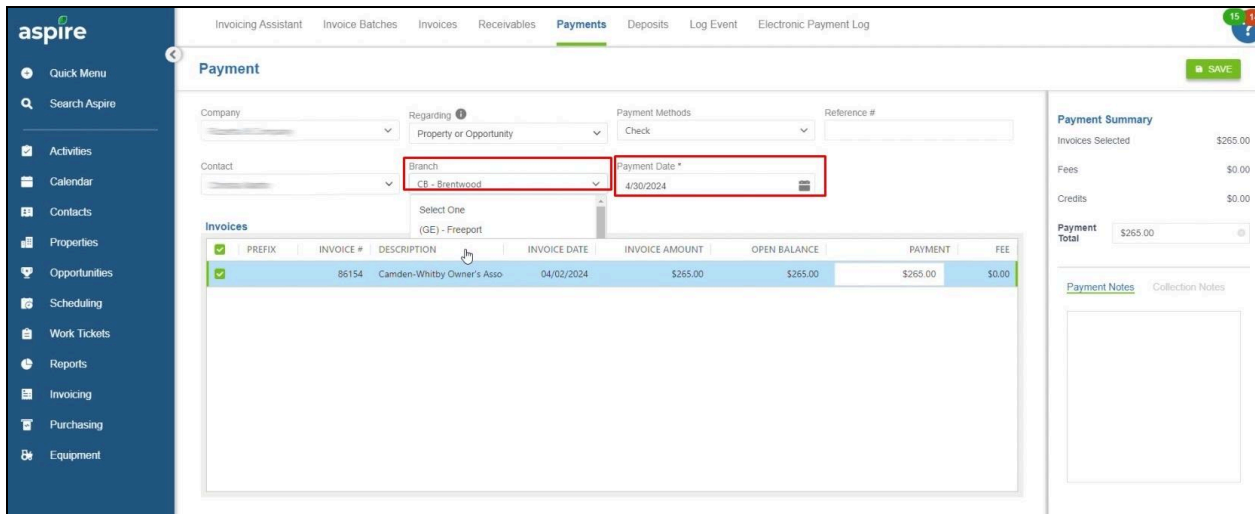 aspire
Invoicing Assistant Invoice Batches Invoices Receivables Payments Deposits Log Event Electronic Payment Log
15
?
Quick Menu
Search Aspire
Activities
Calendar
Contacts
Properties
Opportunities
Scheduling
Work Tickets
Reports
Invoicing
Purchasing
Equipment
Payment
SAVE
Company
Regarding
Property or Opportunity
Payment Methods
Check
Reference #
Contact
Branch
CB - Brentwood
Select One
(GE) - Freeport
Payment Date *
4/30/2024
Invoices
PREFIX INVOICE # DESCRIPTION INVOICE DATE INVOICE AMOUNT OPEN BALANCE PAYMENT FEE
86154 Camden-Whitby Owner's Asso 04/02/2024 $265.00 $265.00 $265.00 $0.00
Payment Summary
Invoices Selected $265.00
Fees $0.00
Credits $0.00
Payment Total $265.00
Payment Notes Collection Notes